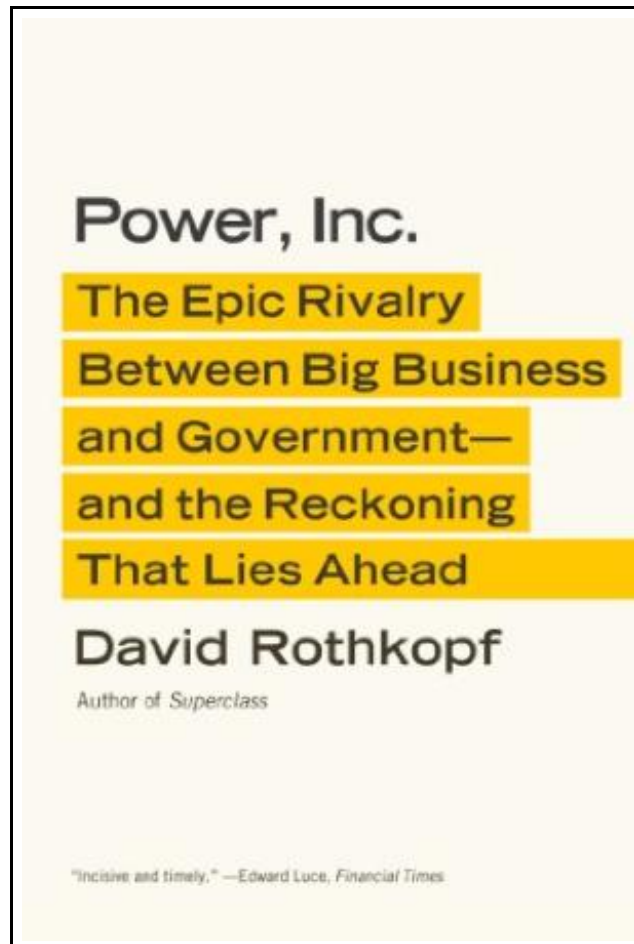 Power, Inc.
The Epic Rivalry
Between Big Business
and Government—
and the Reckoning
That Lies Ahead
David Rothkopf
Author of Superclass
"Incisive and timely." —Edward Luce, Financial Times